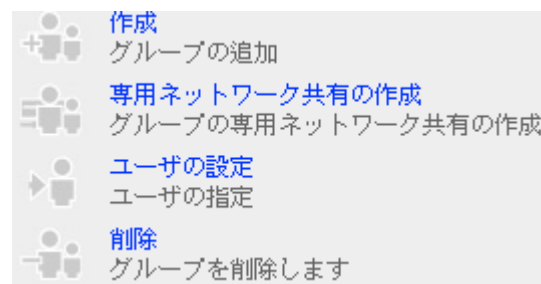 作成
グループの追加
専用ネットワーク共有の作成
グループの専用ネットワーク共有の作成
ユーザの設定
ユーザの指定
削除
グループを削除します